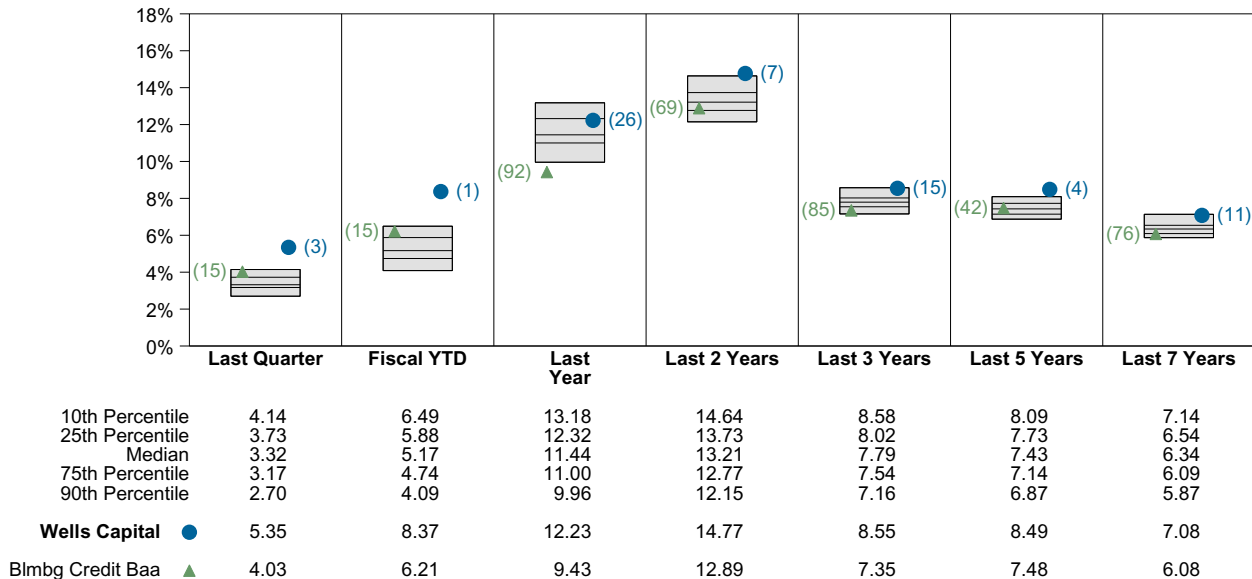 18%
16%
14%
12%
10%
8%
6%
4%
2%
0%
(15) (3)
(15) (1)
(92) (26)
(69) (7)
(85) (15)
(42) (4)
(76) (11)
Last Quarter Fiscal YTD Last Year Last 2 Years Last 3 Years Last 5 Years Last 7 Years
10th Percentile 4.14 6.49 13.18 14.64 8.58 8.09 7.14
25th Percentile 3.73 5.88 12.32 13.73 8.02 7.73 6.54
Median 3.32 5.17 11.44 13.21 7.79 7.43 6.34
75th Percentile 3.17 4.74 11.00 12.77 7.54 7.14 6.09
90th Percentile 2.70 4.09 9.96 12.15 7.16 6.87 5.87
Wells Capital 5.35 8.37 12.23 14.77 8.55 8.49 7.08
Blmbg Credit Baa 4.03 6.21 9.43 12.89 7.35 7.48 6.08